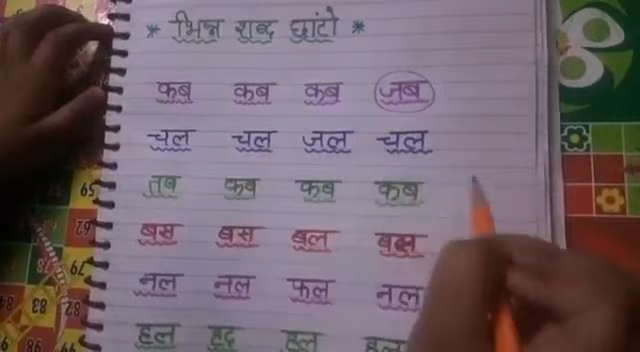 * भिन्न शब्द छांटो *
कब कब कब जब
चल चल जल चल
तब कब कब कब
बस बस बल बस
नल नल फल नल
हल हद हल हल